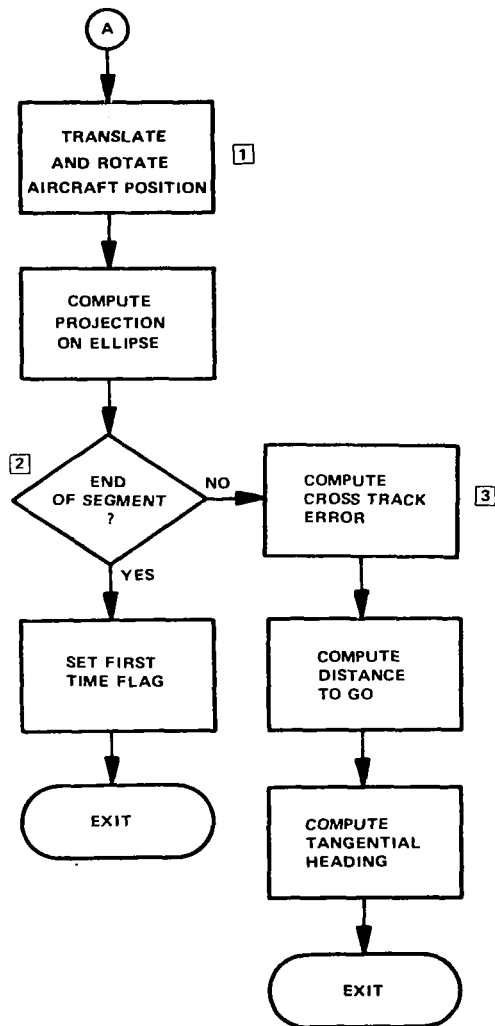 A
TRANSLATE
AND ROTATE
AIRCRAFT POSITION
1
COMPUTE
PROJECTION
ON ELLIPSE
2
END
OF SEGMENT
?
NO
YES
COMPUTE
CROSS TRACK
ERROR
3
SET FIRST
TIME FLAG
COMPUTE
DISTANCE
TO GO
EXIT
COMPUTE
TANGENTIAL
HEADING
EXIT